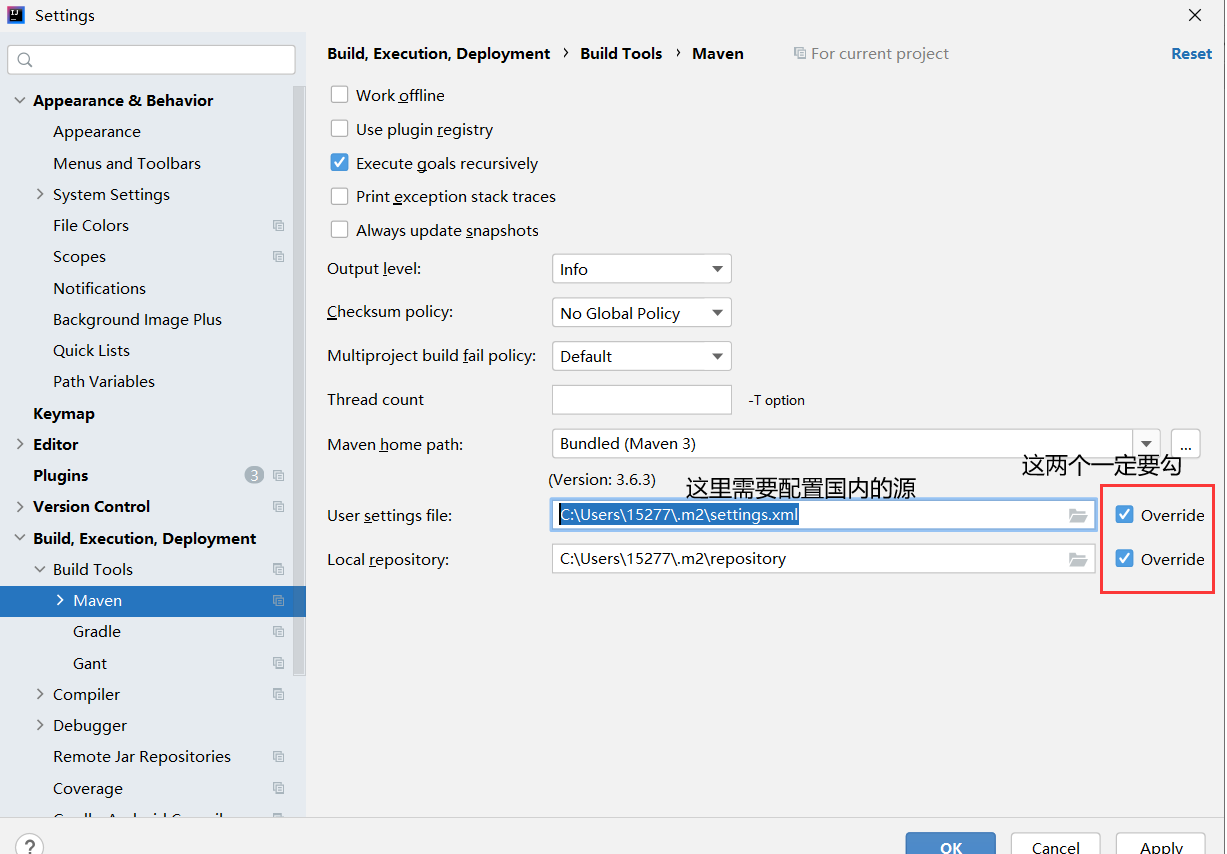 Settings
Build, Execution, Deployment › Build Tools › Maven For current project Reset
Appearance & Behavior
Appearance
Menus and Toolbars
System Settings
File Colors
Scopes
Notifications
Background Image Plus
Quick Lists
Path Variables
Keymap
Editor
Plugins 3
Version Control
Build, Execution, Deployment
Build Tools
Maven
Gradle
Gant
Compiler
Debugger
Remote Jar Repositories
Coverage
Work offline
Use plugin registry
Execute goals recursively
Print exception stack traces
Always update snapshots
Output level: Info
Checksum policy: No Global Policy
Multiproject build fail policy: Default
Thread count -T option
Maven home path: Bundled (Maven 3) ...
这两个一定要勾
(Version: 3.6.3) 这里需要配置国内的源
User settings file: C:\Users\15277\.m2\settings.xml Override
Local repository: C:\Users\15277\.m2\repository Override
? OK Cancel Apply